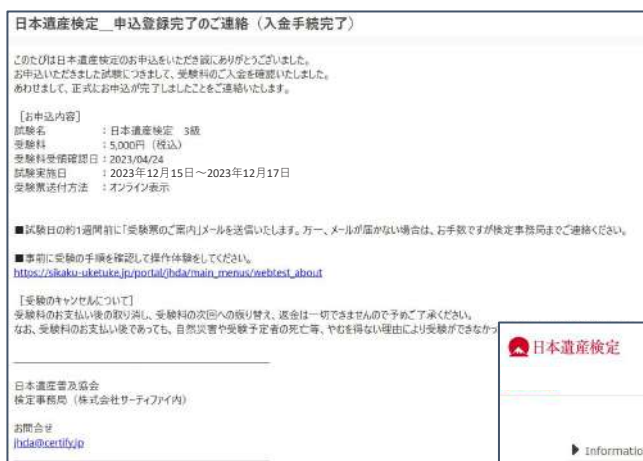 日本遺産検定__申込登録完了のご連絡（入金手続完了）
このたびは日本遺産検定のお申込をいただき誠にありがとうございました。
お申込いただきました試験につきまして、受験料のご入金を確認いたしました。
あわせまして、正式にお申込が完了しましたことをご連絡いたします。
［お申込内容］
試験名　：日本遺産検定　3級
受験料　：5,000円（税込）
受験料受領確認日：2023/04/24
試験実施日　：2023年12月15日～2023年12月17日
受験票送付方法　：オンライン表示
■試験日の約1週間前に「受験票のご案内」メールを送信いたします。万一、メールが届かない場合は、お手数ですが検定事務局までご連絡ください。
■事前に受験の手順を確認して操作体験をしてください。
https://sikaku-uketuke.jp/portal/jhda/main_menus/webtest_about
［受験のキャンセルについて］
受験料のお支払い後の取り消し、受験料の次回への振り替え、返金は一切できませんので予めご了承ください。
なお、受験料のお支払い後であっても、自然災害や受験予定者の死亡等、やむを得ない理由により受験ができなかっ
日本遺産検定
日本遺産普及協会
検定事務局（株式会社サーティファイ内）
お問合せ
jhda@certify.jp
▶ Informatio